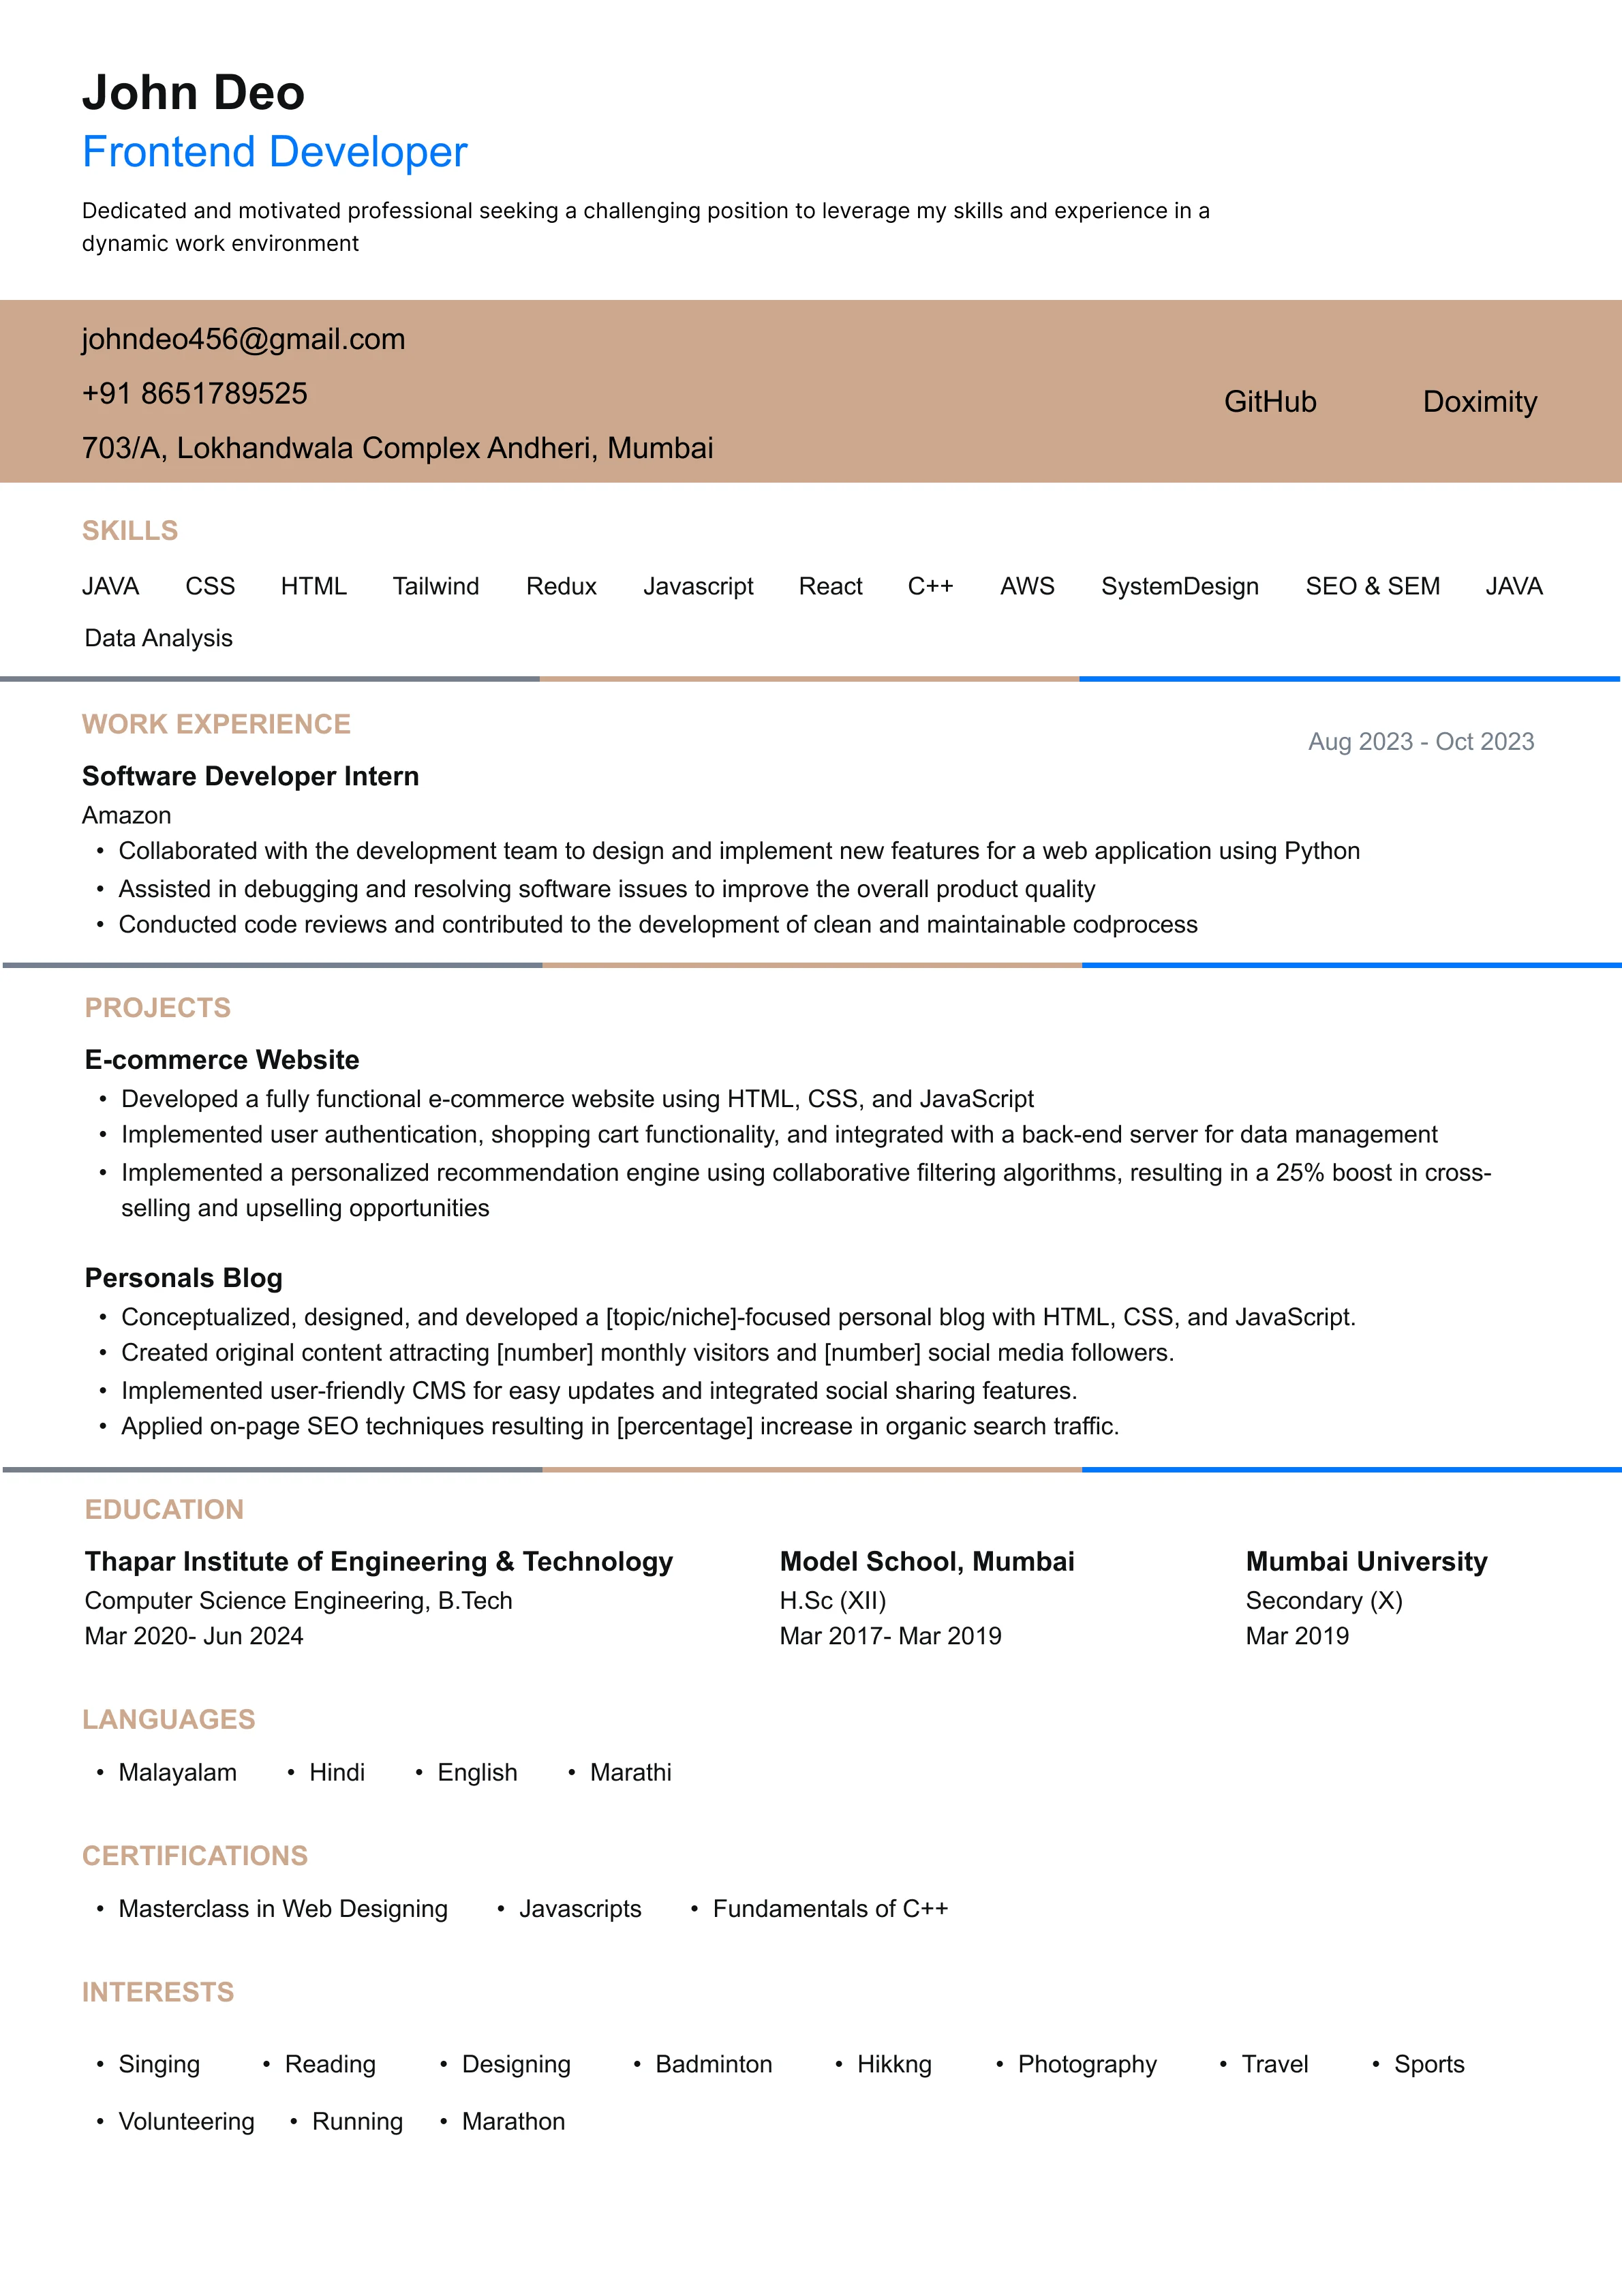 John Deo
Frontend Developer
Dedicated and motivated professional seeking a challenging position to leverage my skills and experience in a
dynamic work environment
johndeo456@gmail.com
+91 8651789525
703/A, Lokhandwala Complex Andheri, Mumbai
GitHub Doximity
SKILLS
JAVA CSS HTML Tailwind Redux Javascript React C++ AWS SystemDesign SEO & SEM JAVA
Data Analysis
WORK EXPERIENCE
Aug 2023 - Oct 2023
Software Developer Intern
Amazon
• Collaborated with the development team to design and implement new features for a web application using Python
• Assisted in debugging and resolving software issues to improve the overall product quality
• Conducted code reviews and contributed to the development of clean and maintainable codprocess
PROJECTS
E-commerce Website
• Developed a fully functional e-commerce website using HTML, CSS, and JavaScript
• Implemented user authentication, shopping cart functionality, and integrated with a back-end server for data management
• Implemented a personalized recommendation engine using collaborative filtering algorithms, resulting in a 25% boost in cross-
selling and upselling opportunities
Personals Blog
• Conceptualized, designed, and developed a [topic/niche]-focused personal blog with HTML, CSS, and JavaScript.
• Created original content attracting [number] monthly visitors and [number] social media followers.
• Implemented user-friendly CMS for easy updates and integrated social sharing features.
• Applied on-page SEO techniques resulting in [percentage] increase in organic search traffic.
EDUCATION
Thapar Institute of Engineering & Technology
Computer Science Engineering, B.Tech
Mar 2020- Jun 2024
Model School, Mumbai
H.Sc (XII)
Mar 2017- Mar 2019
Mumbai University
Secondary (X)
Mar 2019
LANGUAGES
• Malayalam • Hindi • English • Marathi
CERTIFICATIONS
• Masterclass in Web Designing • Javascripts • Fundamentals of C++
INTERESTS
• Singing • Reading • Designing • Badminton • Hikkng • Photography • Travel • Sports
• Volunteering • Running • Marathon